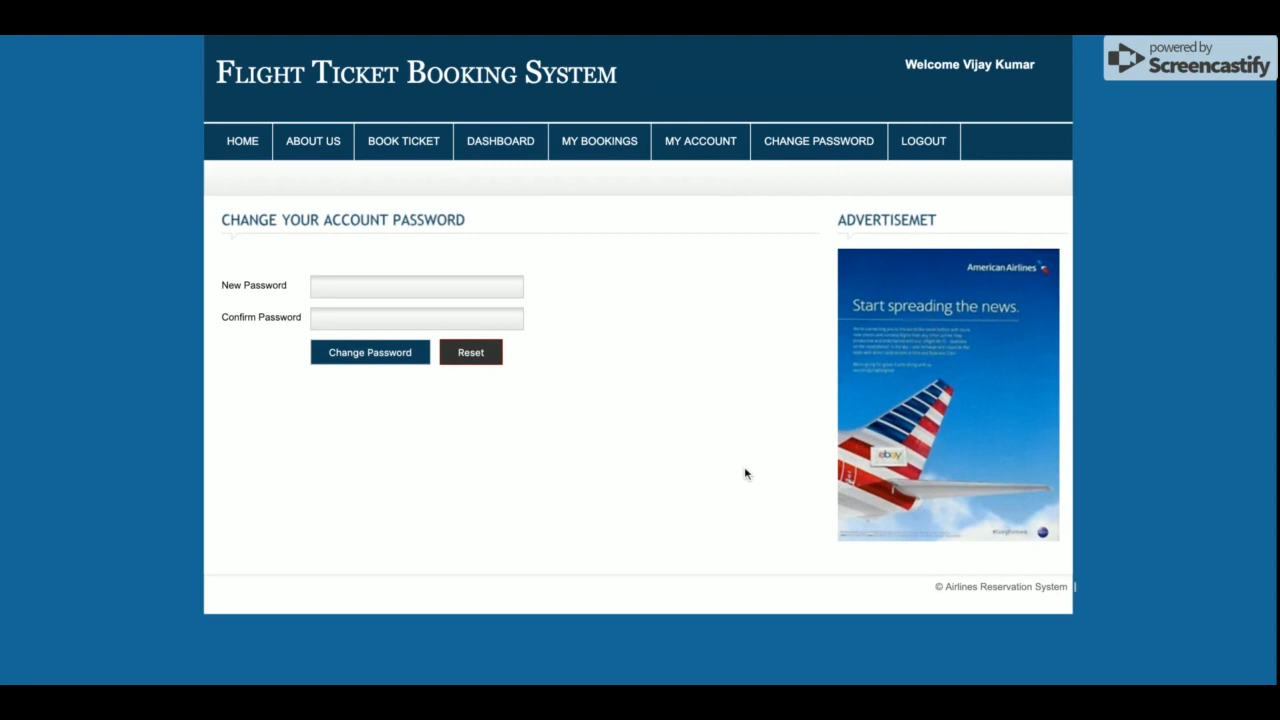 powered by
Screencastify
FLIGHT TICKET BOOKING SYSTEM
Welcome Vijay Kumar
HOME ABOUT US BOOK TICKET DASHBOARD MY BOOKINGS MY ACCOUNT CHANGE PASSWORD LOGOUT
CHANGE YOUR ACCOUNT PASSWORD
New Password
Confirm Password
Change Password Reset
ADVERTISEMET
American Airlines
Start spreading the news.
ebay
© Airlines Reservation System |